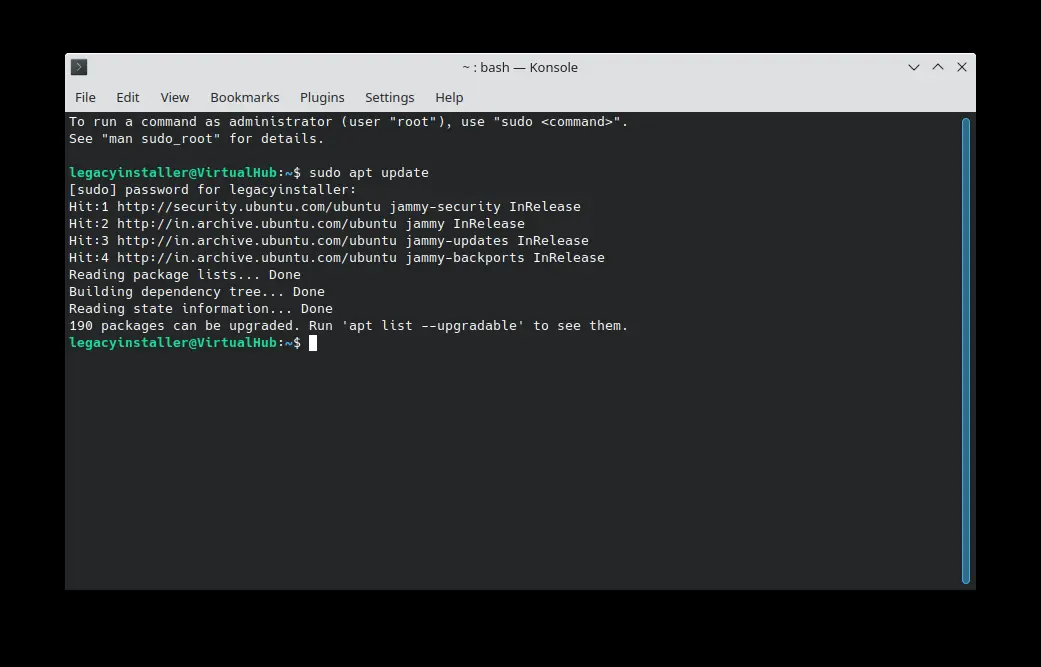 ~ : bash — Konsole
File Edit View Bookmarks Plugins Settings Help
To run a command as administrator (user "root"), use "sudo <command>".
See "man sudo_root" for details.
legacyinstaller@VirtualHub:~$ sudo apt update
[sudo] password for legacyinstaller:
Hit:1 http://security.ubuntu.com/ubuntu jammy-security InRelease
Hit:2 http://in.archive.ubuntu.com/ubuntu jammy InRelease
Hit:3 http://in.archive.ubuntu.com/ubuntu jammy-updates InRelease
Hit:4 http://in.archive.ubuntu.com/ubuntu jammy-backports InRelease
Reading package lists... Done
Building dependency tree... Done
Reading state information... Done
190 packages can be upgraded. Run 'apt list --upgradable' to see them.
legacyinstaller@VirtualHub:~$